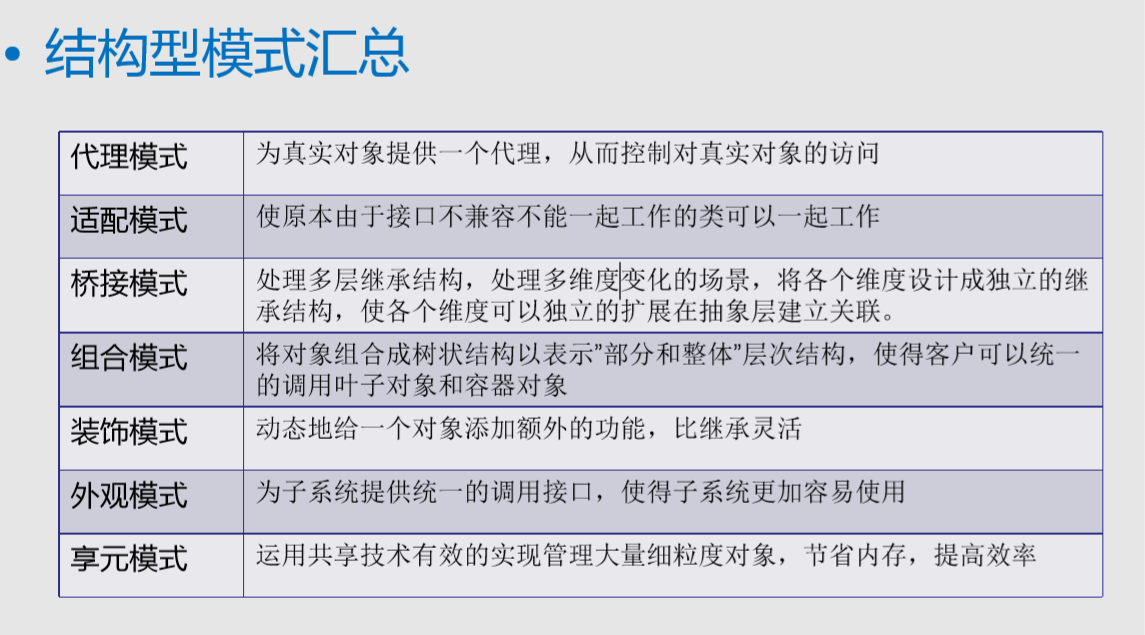 • 结构型模式汇总
代理模式
为真实对象提供一个代理，从而控制对真实对象的访问
适配模式
使原本由于接口不兼容不能一起工作的类可以一起工作
桥接模式
处理多层继承结构，处理多维度变化的场景，将各个维度设计成独立的继
承结构，使各个维度可以独立的扩展在抽象层建立关联。
组合模式
将对象组合成树状结构以表示”部分和整体”层次结构，使得客户可以统一
的调用叶子对象和容器对象
装饰模式
动态地给一个对象添加额外的功能，比继承灵活
外观模式
为子系统提供统一的调用接口，使得子系统更加容易使用
享元模式
运用共享技术有效的实现管理大量细粒度对象，节省内存，提高效率